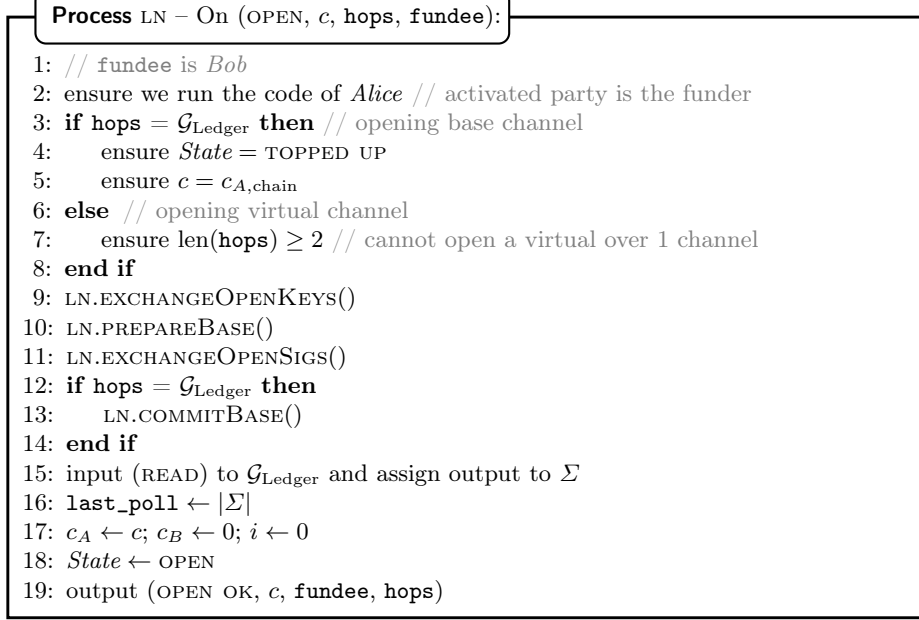 Process LN – On (OPEN, c, hops, fundee):
1: // fundee is Bob
2: ensure we run the code of Alice // activated party is the funder
3: if hops = 𝒢Ledger then // opening base channel
4: ensure State = TOPPED UP
5: ensure c = c_{A,chain}
6: else // opening virtual channel
7: ensure len(hops) ≥ 2 // cannot open a virtual over 1 channel
8: end if
9: LN.EXCHANGEOPENKEYS()
10: LN.PREPAREBASE()
11: LN.EXCHANGEOPENSIGS()
12: if hops = 𝒢Ledger then
13: LN.COMMITBASE()
14: end if
15: input (READ) to 𝒢Ledger and assign output to Σ
16: last_poll ← |Σ|
17: c_A ← c; c_B ← 0; i ← 0
18: State ← OPEN
19: output (OPEN OK, c, fundee, hops)